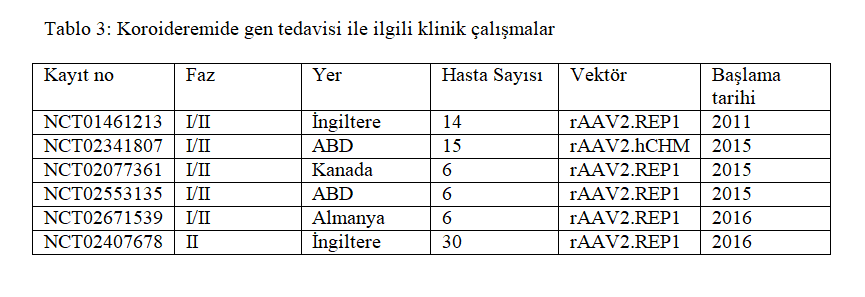 Tablo 3: Koroideremide gen tedavisi ile ilgili klinik çalışmalar
Kayıt no Faz Yer Hasta Sayısı Vektör Başlama
tarihi
NCT01461213 I/II İngiltere 14 rAAV2.REP1 2011
NCT02341807 I/II ABD 15 rAAV2.hCHM 2015
NCT02077361 I/II Kanada 6 rAAV2.REP1 2015
NCT02553135 I/II ABD 6 rAAV2.REP1 2015
NCT02671539 I/II Almanya 6 rAAV2.REP1 2016
NCT02407678 II İngiltere 30 rAAV2.REP1 2016